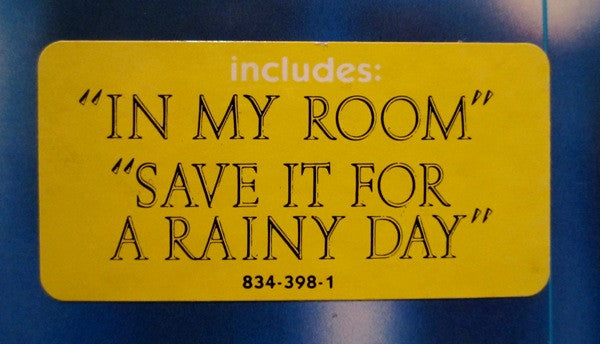 includes:
"IN MY ROOM"
"SAVE IT FOR
A RAINY DAY"
834-398-1